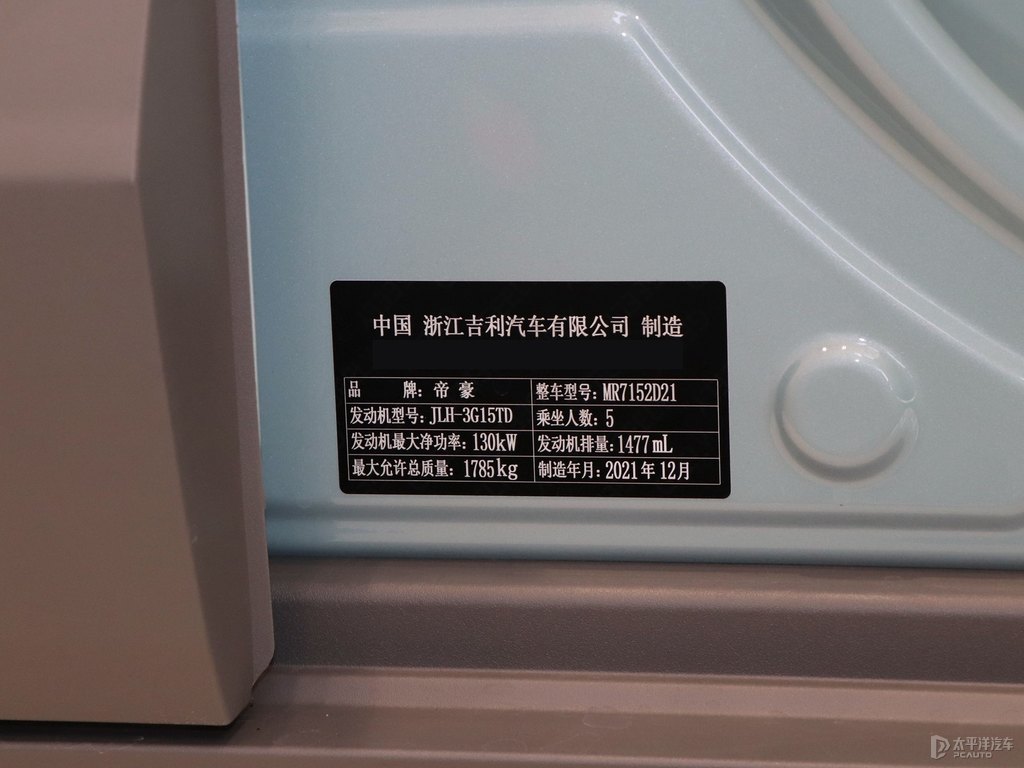 中国 浙江吉利汽车有限公司 制造
品 牌: 帝豪 整车型号: MR7152D21
发动机型号: JLH-3G15TD 乘坐人数: 5
发动机最大净功率: 130kW 发动机排量: 1477mL
最大允许总质量: 1785kg 制造年月: 2021年12月
太平洋汽车
PCAUTO